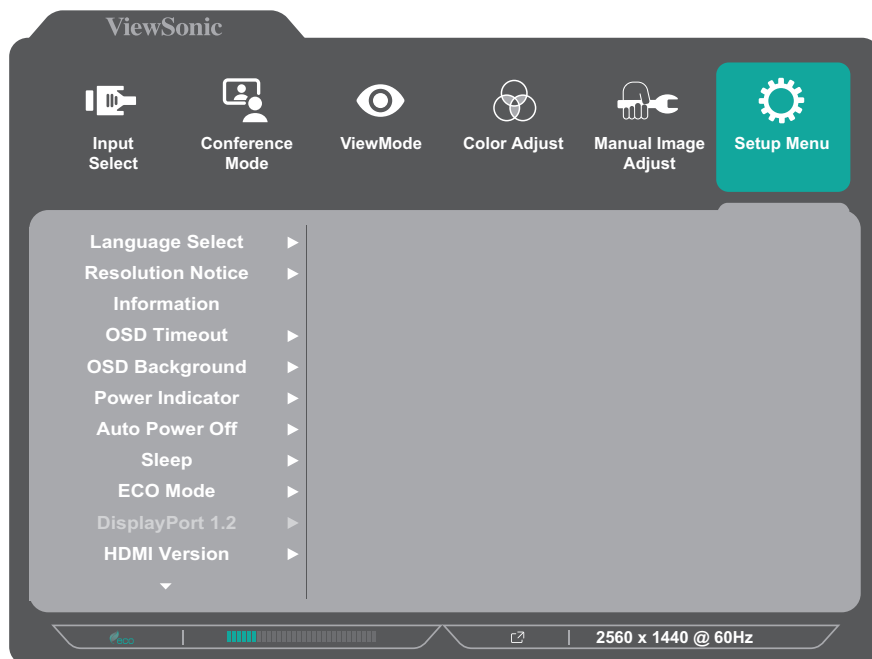 ViewSonic
Input
Select
Conference
Mode
ViewMode
Color Adjust
Manual Image
Adjust
Setup Menu
Language Select
Resolution Notice
Information
OSD Timeout
OSD Background
Power Indicator
Auto Power Off
Sleep
ECO Mode
DisplayPort 1.2
HDMI Version
eco
2560 x 1440 @ 60Hz